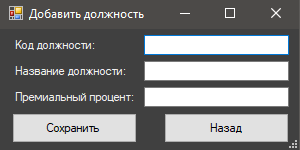 Добавить должность
Код должности:
Название должности:
Премиальный процент:
Сохранить
Назад